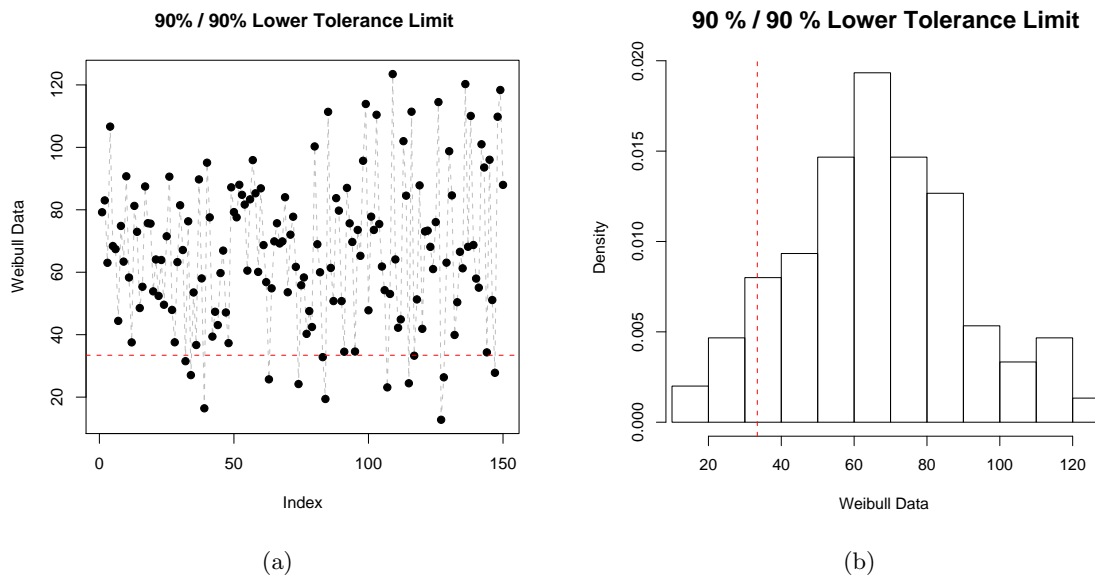 90% / 90% Lower Tolerance Limit
Weibull Data
20
40
60
80
100
120
0
50
100
150
Index
(a)
90 % / 90 % Lower Tolerance Limit
Density
0.000
0.005
0.010
0.015
0.020
20
40
60
80
100
120
Weibull Data
(b)